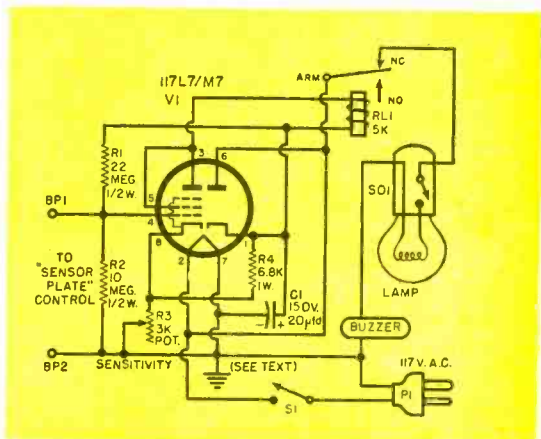 117L7/M7
V1
ARM
NC
NO
RL1
5K
R1
22
MEG.
1/2W.
3
6
5
4
8
2
7
1
BP1
SO1
R4
6.8K
1W.
TO
"SENSOR
PLATE"
CONTROL
R2
10
MEG.
1/2W.
C1
150V.
20µfd
- +
LAMP
R3
3K
POT.
BUZZER
BP2
SENSITIVITY
(SEE TEXT)
117 V. A.C.
S1
P1